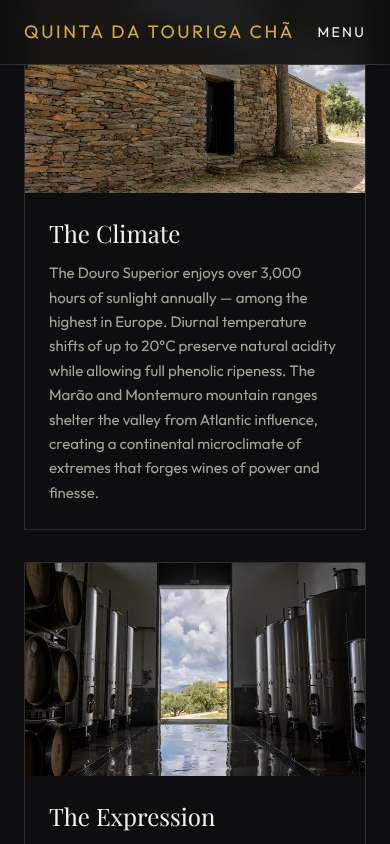 QUINTA DA TOURIGA CHÃ
MENU
The Climate
The Douro Superior enjoys over 3,000
hours of sunlight annually — among the
highest in Europe. Diurnal temperature
shifts of up to 20°C preserve natural acidity
while allowing full phenolic ripeness. The
Marão and Montemuro mountain ranges
shelter the valley from Atlantic influence,
creating a continental microclimate of
extremes that forges wines of power and
finesse.
The Expression